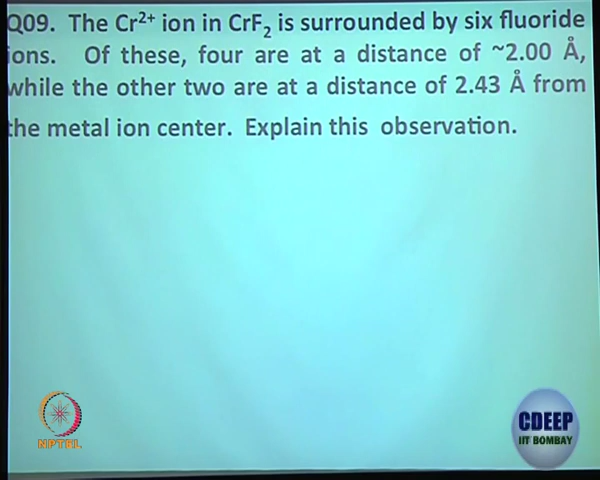 Q09. The Cr²⁺ ion in CrF₂ is surrounded by six fluoride
ions. Of these, four are at a distance of ~2.00 Å,
while the other two are at a distance of 2.43 Å from
the metal ion center. Explain this observation.
NPTEL
CDEEP
IIT BOMBAY